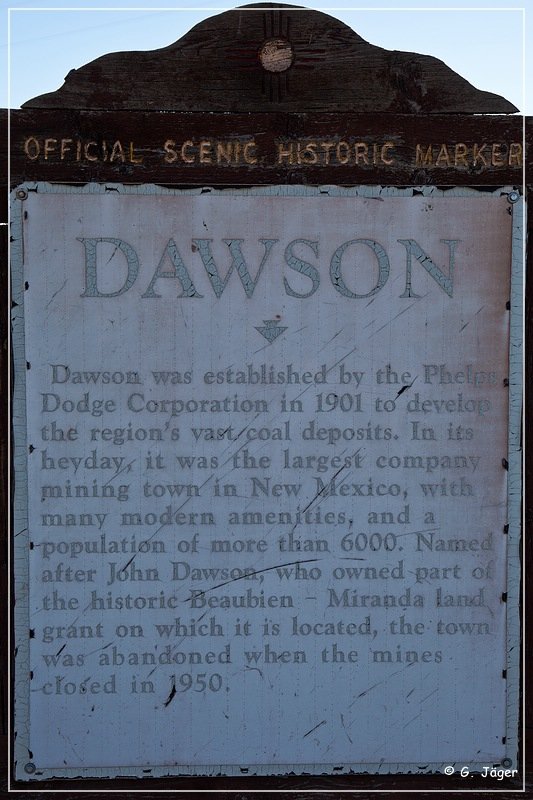 OFFICIAL SCENIC HISTORIC MARKER
DAWSON
Dawson was established by the Phelps
Dodge Corporation in 1901 to develop
the region's vast coal deposits. In its
heyday, it was the largest company
mining town in New Mexico, with
many modern amenities, and a
population of more than 6000. Named
after John Dawson, who owned part of
the historic Beaubien - Miranda land
grant on which it is located, the town
was abandoned when the mines
closed in 1950.
© G. Jäger